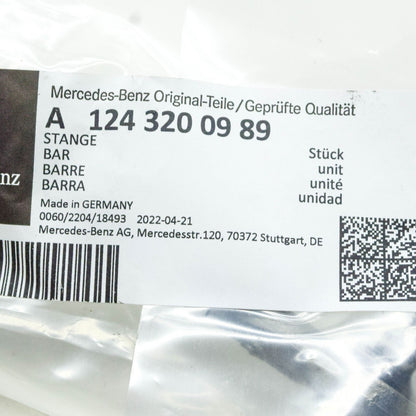 Mercedes-Benz Original-Teile/Geprüfte Qualität
A 124 320 09 89
STANGE
BAR Stück
BARRE unit
BARRA unité
unidad
nz
Made in GERMANY
0060/2204/18493 2022-04-21
Mercedes-Benz AG, Mercedesstr.120, 70372 Stuttgart, DE